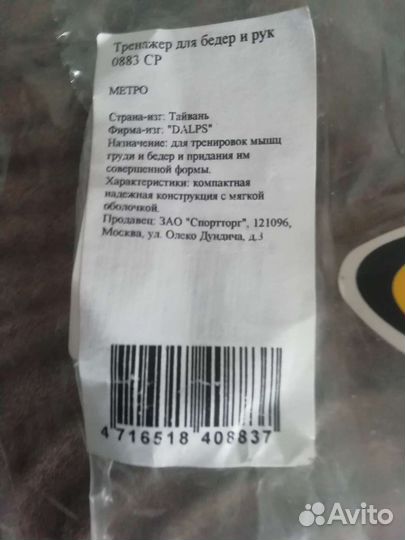 Тренажер для бедер и рук
0883 СР
МЕТРО
Страна-изг: Тайвань
Фирма-изг: "DALPS"
Назначение: для тренировок мышц
груди и бедер и придания им
совершенной формы.
Характеристики: компактная
надежная конструкция с мягкой
оболочкой.
Продавец: ЗАО "Спортторг", 121096,
Москва, ул. Олеко Дундича, д.3
4 716518 408837
Avito